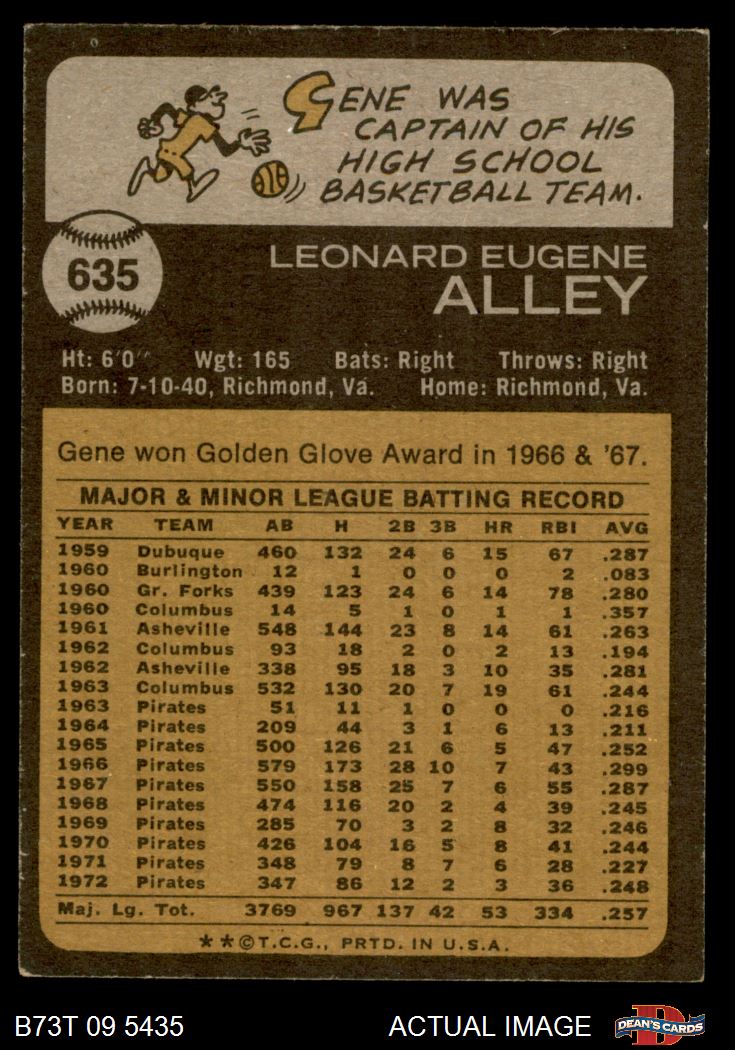 GENE WAS
CAPTAIN OF HIS
HIGH SCHOOL
BASKETBALL TEAM.
635
LEONARD EUGENE
ALLEY
Ht: 6'0" Wgt: 165 Bats: Right Throws: Right
Born: 7-10-40, Richmond, Va. Home: Richmond, Va.
Gene won Golden Glove Award in 1966 & '67.
MAJOR & MINOR LEAGUE BATTING RECORD
YEAR TEAM AB H 2B 3B HR RBI AVG
1959 Dubuque 460 132 24 6 15 67 .287
1960 Burlington 12 1 0 0 0 2 .083
1960 Gr. Forks 439 123 24 6 14 78 .280
1960 Columbus 14 5 1 0 1 1 .357
1961 Asheville 548 144 23 8 14 61 .263
1962 Columbus 93 18 2 0 2 13 .194
1962 Asheville 338 95 18 3 10 35 .281
1963 Columbus 532 130 20 7 19 61 .244
1963 Pirates 51 11 1 0 0 0 .216
1964 Pirates 209 44 3 1 6 13 .211
1965 Pirates 500 126 21 6 5 47 .252
1966 Pirates 579 173 28 10 7 43 .299
1967 Pirates 550 158 25 7 6 55 .287
1968 Pirates 474 116 20 2 4 39 .245
1969 Pirates 285 70 3 2 8 32 .246
1970 Pirates 426 104 16 5 8 41 .244
1971 Pirates 348 79 8 7 6 28 .227
1972 Pirates 347 86 12 2 3 36 .248
Maj. Lg. Tot. 3769 967 137 42 53 334 .257
**©T.C.G., PRTD. IN U.S.A.
B73T 09 5435 ACTUAL IMAGE D DEAN'S CARDS